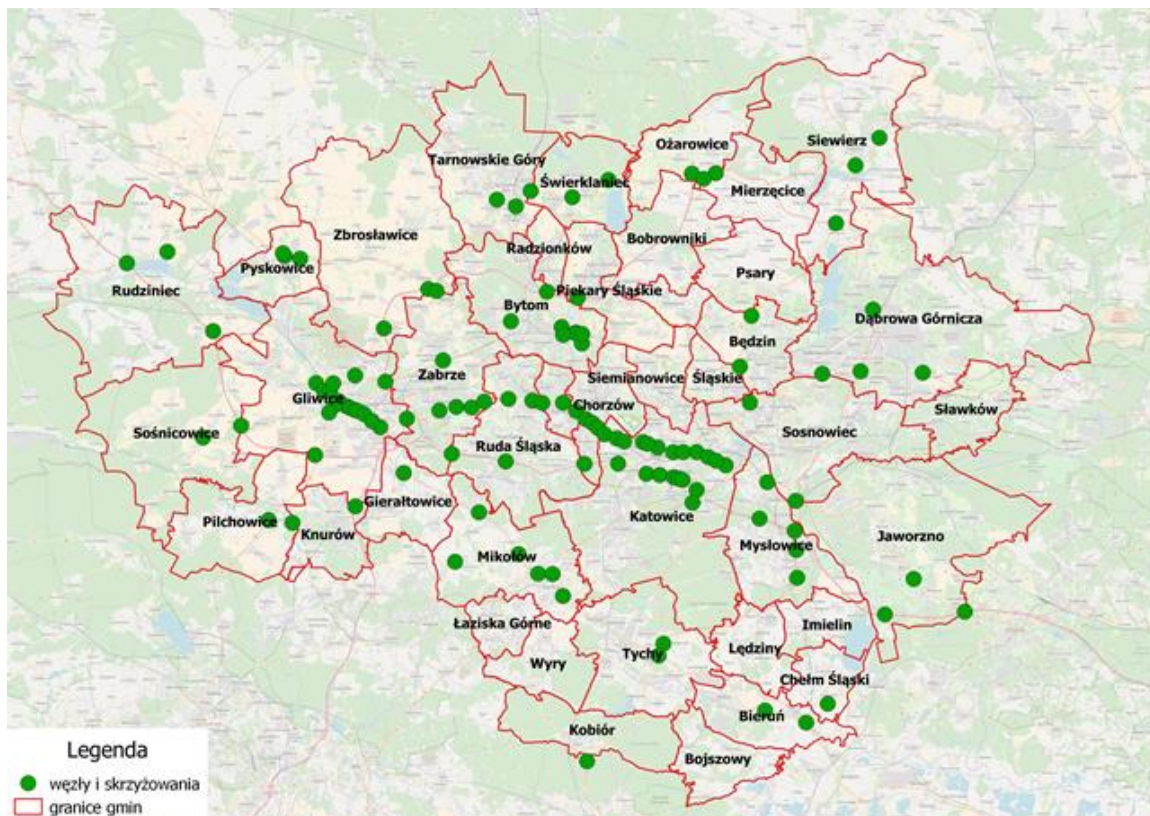 Ożarowice
Siewierz
Tarnowskie Góry
Świerklaniec
Mierzęcice
Zbrosławice
Radzionków
Bobrowniki
Pyskowice
Psary
Rudziniec
Piekary Śląskie
Bytom
Dąbrowa Górnicza
Będzin
Zabrze
Siemianowice
Śląskie
Gliwice
Chorzów
Sławków
Sośnicowice
Sosnowiec
Ruda Śląska
Gierałtowice
Katowice
Pilchowice
Knurów
Jaworzno
Mysłowice
Mikołów
Łaziska Górne
Imielin
Lędziny
Tychy
Wyry
Chełm Śląski
Bieruń
Kobiór
Bojszowy
Legenda
węzły i skrzyżowania
granice gmin